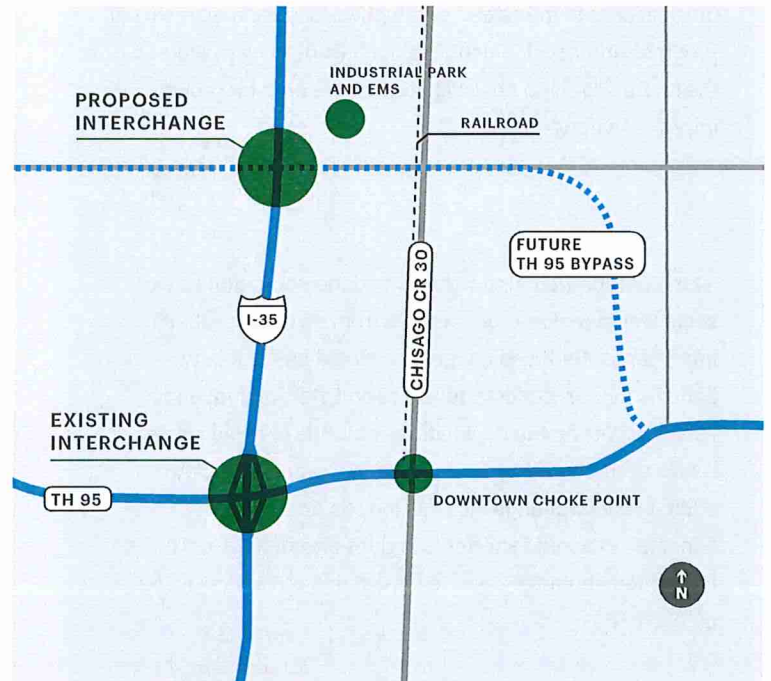 INDUSTRIAL PARK
AND EMS
PROPOSED
INTERCHANGE
RAILROAD
FUTURE
TH 95 BYPASS
CHISAGO CR 30
I-35
EXISTING
INTERCHANGE
TH 95
DOWNTOWN CHOKE POINT
N